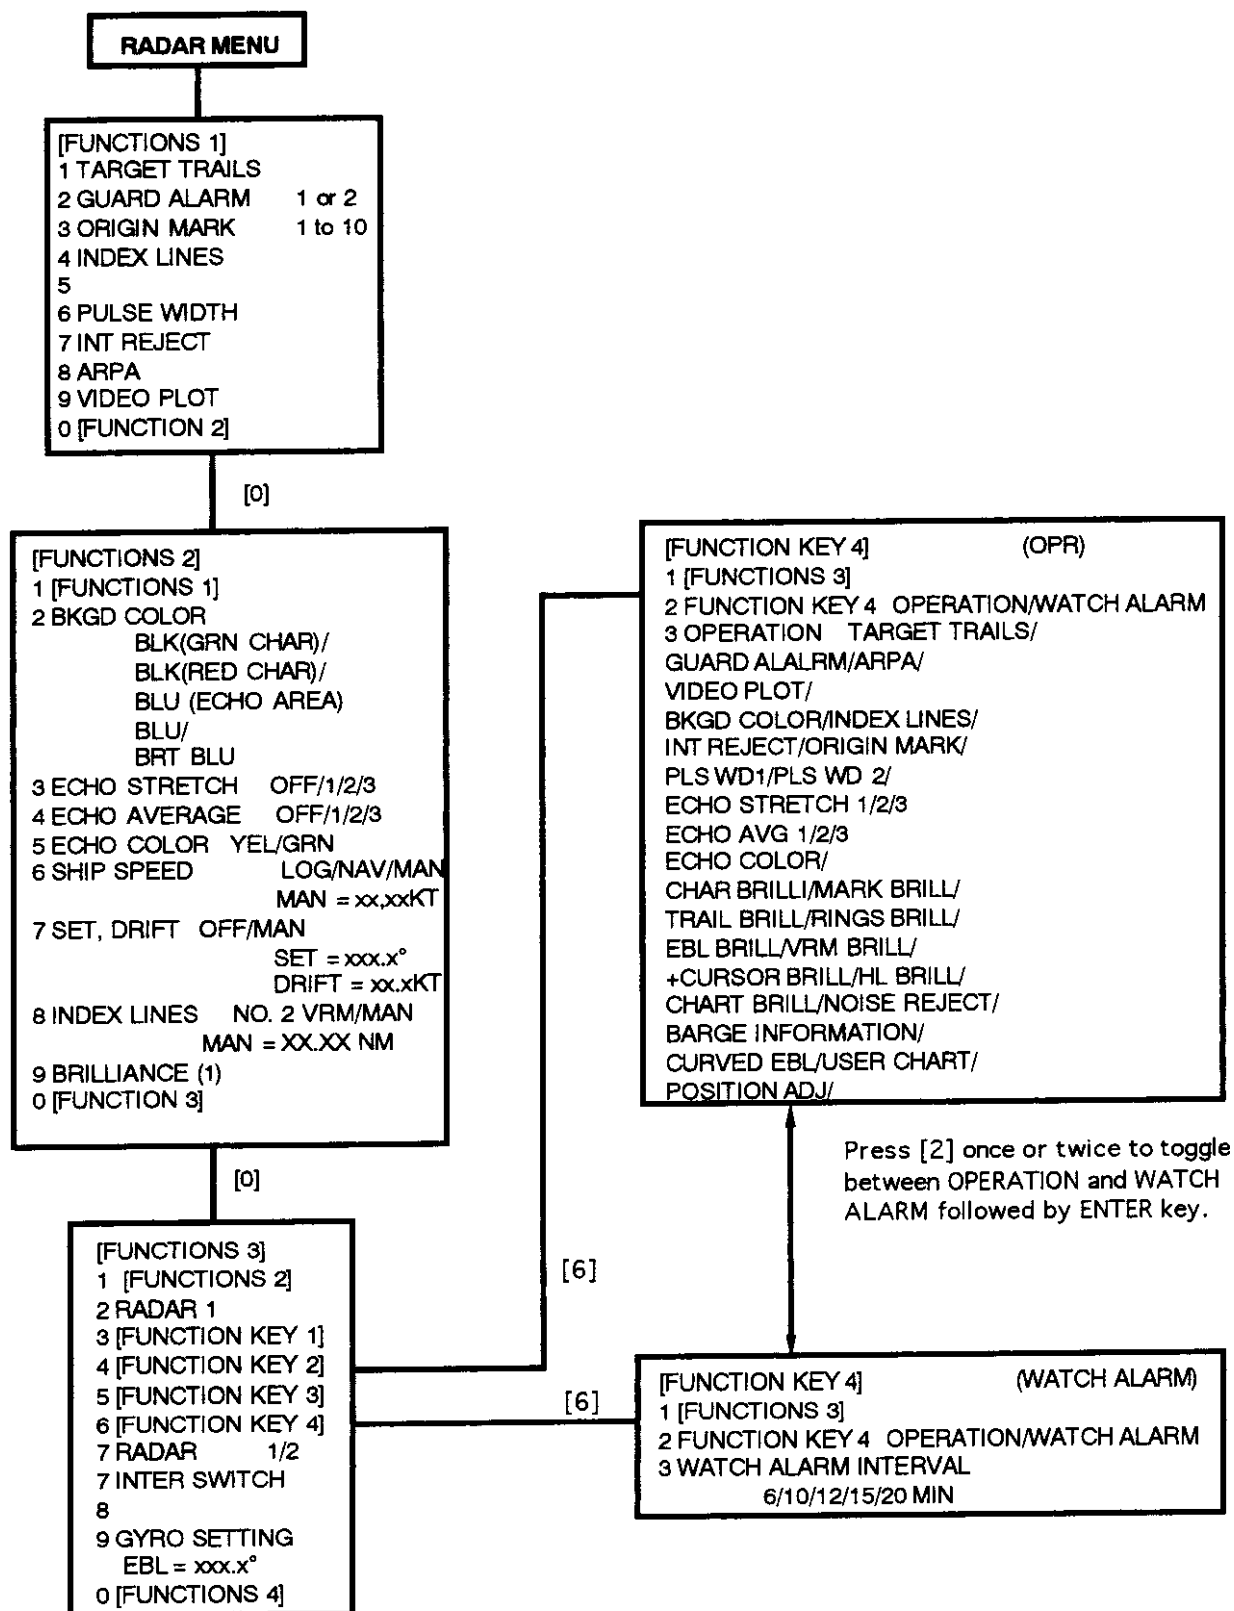 RADAR MENU
[FUNCTIONS 1]
1 TARGET TRAILS
2 GUARD ALARM 1 or 2
3 ORIGIN MARK 1 to 10
4 INDEX LINES
5
6 PULSE WIDTH
7 INT REJECT
8 ARPA
9 VIDEO PLOT
0 [FUNCTION 2]
[0]
[FUNCTIONS 2]
1 [FUNCTIONS 1]
2 BKGD COLOR
BLK(GRN CHAR)/
BLK(RED CHAR)/
BLU (ECHO AREA)
BLU/
BRT BLU
3 ECHO STRETCH OFF/1/2/3
4 ECHO AVERAGE OFF/1/2/3
5 ECHO COLOR YEL/GRN
6 SHIP SPEED LOG/NAV/MAN
MAN = xx,xxKT
7 SET, DRIFT OFF/MAN
SET = xxx.x°
DRIFT = xx.xKT
8 INDEX LINES NO. 2 VRM/MAN
MAN = XX.XX NM
9 BRILLIANCE (1)
0 [FUNCTION 3]
[0]
[FUNCTIONS 3]
1 [FUNCTIONS 2]
2 RADAR 1
3 [FUNCTION KEY 1]
4 [FUNCTION KEY 2]
5 [FUNCTION KEY 3]
6 [FUNCTION KEY 4]
7 RADAR 1/2
7 INTER SWITCH
8
9 GYRO SETTING
EBL = xxx.x°
0 [FUNCTIONS 4]
[6]
[6]
[FUNCTION KEY 4] (OPR)
1 [FUNCTIONS 3]
2 FUNCTION KEY 4 OPERATION/WATCH ALARM
3 OPERATION TARGET TRAILS/
GUARD ALALRM/ARPA/
VIDEO PLOT/
BKGD COLOR/INDEX LINES/
INT REJECT/ORIGIN MARK/
PLS WD1/PLS WD 2/
ECHO STRETCH 1/2/3
ECHO AVG 1/2/3
ECHO COLOR/
CHAR BRILLI/MARK BRILL/
TRAIL BRILL/RINGS BRILL/
EBL BRILL/VRM BRILL/
+CURSOR BRILL/HL BRILL/
CHART BRILL/NOISE REJECT/
BARGE INFORMATION/
CURVED EBL/USER CHART/
POSITION ADJ/
Press [2] once or twice to toggle
between OPERATION and WATCH
ALARM followed by ENTER key.
[FUNCTION KEY 4] (WATCH ALARM)
1 [FUNCTIONS 3]
2 FUNCTION KEY 4 OPERATION/WATCH ALARM
3 WATCH ALARM INTERVAL
6/10/12/15/20 MIN